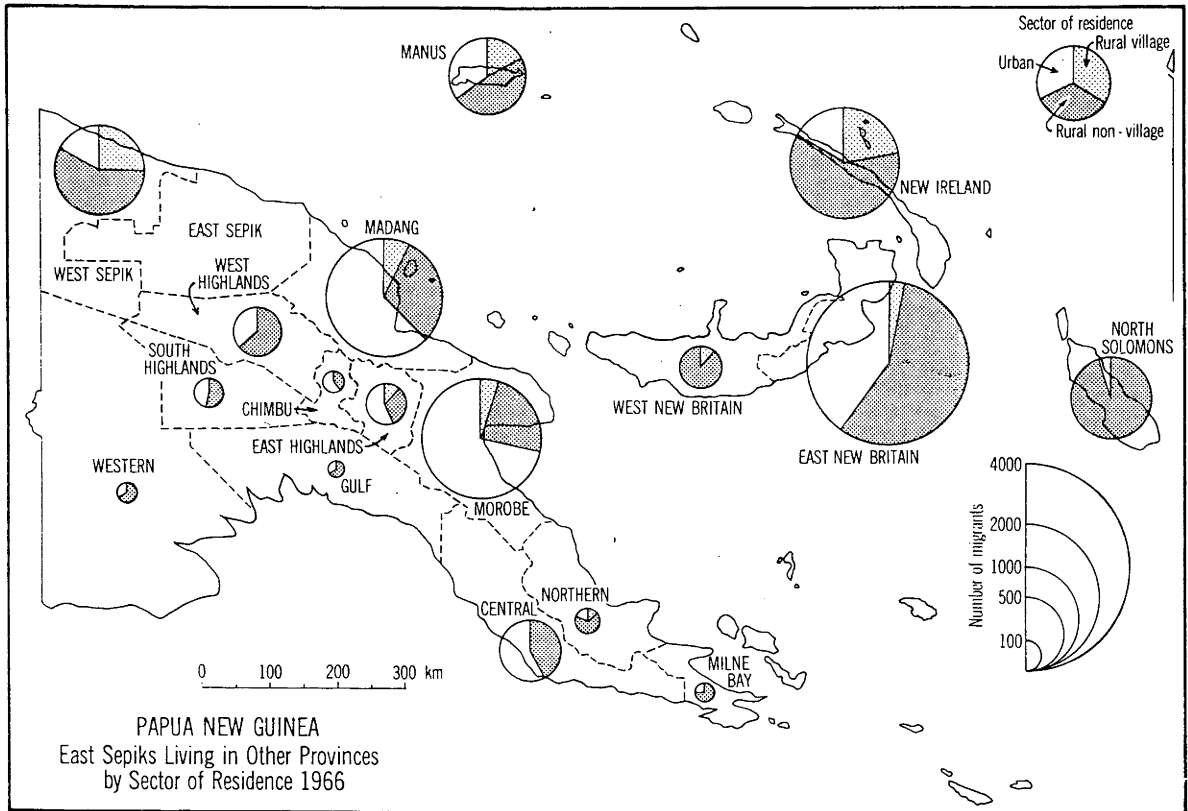 MANUS
Sector of residence
Rural village
Urban
Rural non-village
NEW IRELAND
MADANG
EAST SEPIK
WEST SEPIK
WEST
HIGHLANDS
SOUTH
HIGHLANDS
CHIMBU
EAST HIGHLANDS
WESTERN
GULF
MOROBE
WEST NEW BRITAIN
EAST NEW BRITAIN
NORTH
SOLOMONS
CENTRAL
NORTHERN
MILNE
BAY
Number of migrants
4000
2000
1000
500
100
0 100 200 300 km
PAPUA NEW GUINEA
East Sepiks Living in Other Provinces
by Sector of Residence 1966